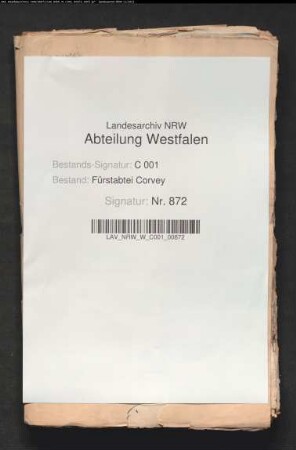 Landesarchiv NRW
Abteilung Westfalen
Bestands-Signatur: C 001
Bestand: Fürstabtei Corvey
Signatur: Nr. 872
LAV_NRW_W_C001_00872